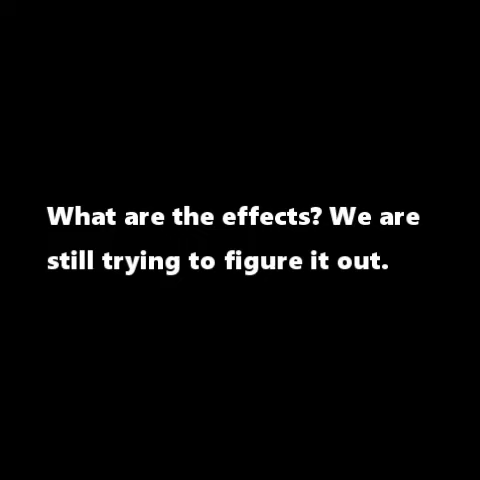 What are the effects? We are
still trying to figure it out.